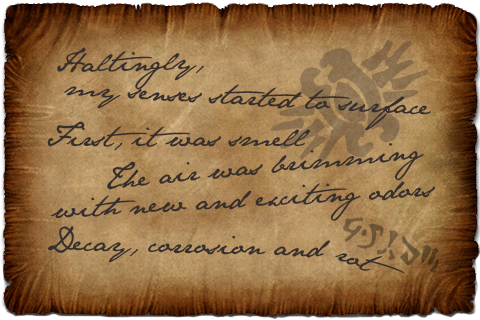 Haltingly,
my senses started to surface
First, it was smell
The air was brimming
with new and exciting odors
Decay, corrosion and rot